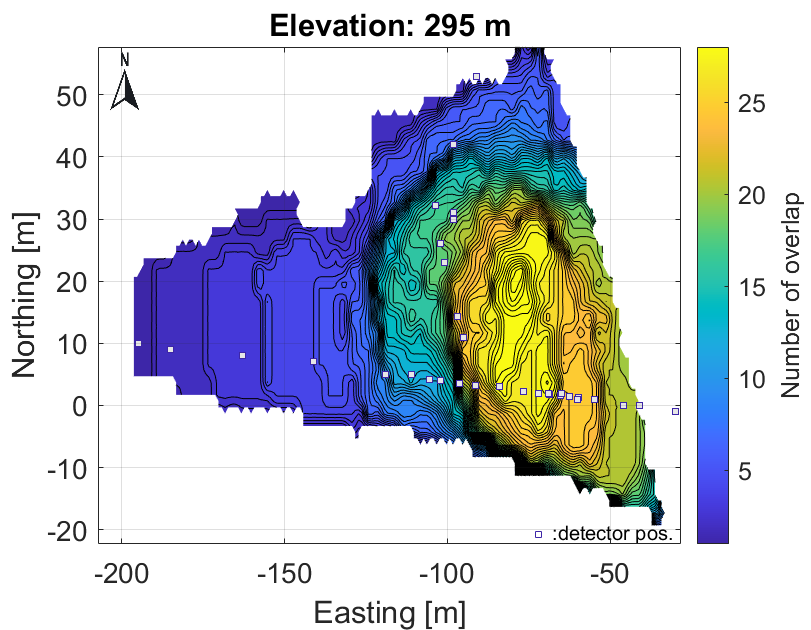 Elevation: 295 m
N
50
40
30
20
10
0
-10
-20
Northing [m]
-200
-150
-100
-50
Easting [m]
:detector pos.
25
20
15
10
5
Number of overlap